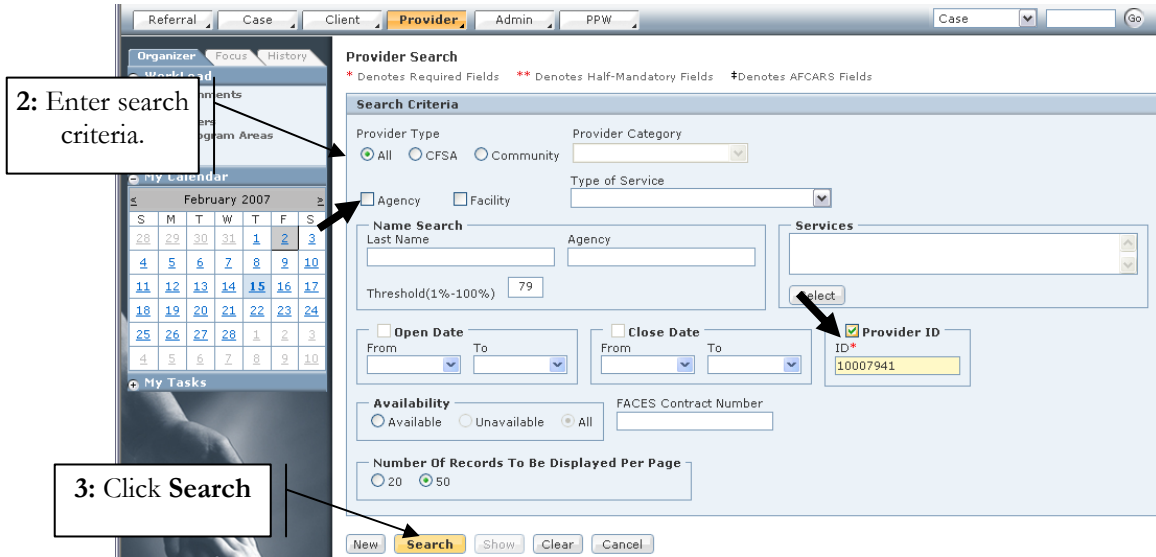 Referral Case Client Provider Admin PPW Case Go
Organizer Focus History
WorkLoad
Areas
2: Enter search
criteria.
My Calendar
< February 2007 >
S M T W T F S
28 29 30 31 1 2 3
4 5 6 7 8 9 10
11 12 13 14 15 16 17
18 19 20 21 22 23 24
25 26 27 28 1 2 3
4 5 6 7 8 9 10
My Tasks
Provider Search
* Denotes Required Fields ** Denotes Half-Mandatory Fields ‡Denotes AFCARS Fields
Search Criteria
Provider Type Provider Category
All CFSA Community
Type of Service
Agency Facility
Name Search Services
Last Name Agency
Threshold(1%-100%) 79
Select
Open Date Close Date Provider ID
From To From To ID*
10007941
Availability FACES Contract Number
Available Unavailable All
Number Of Records To Be Displayed Per Page
20 50
3: Click Search
New Search Show Clear Cancel